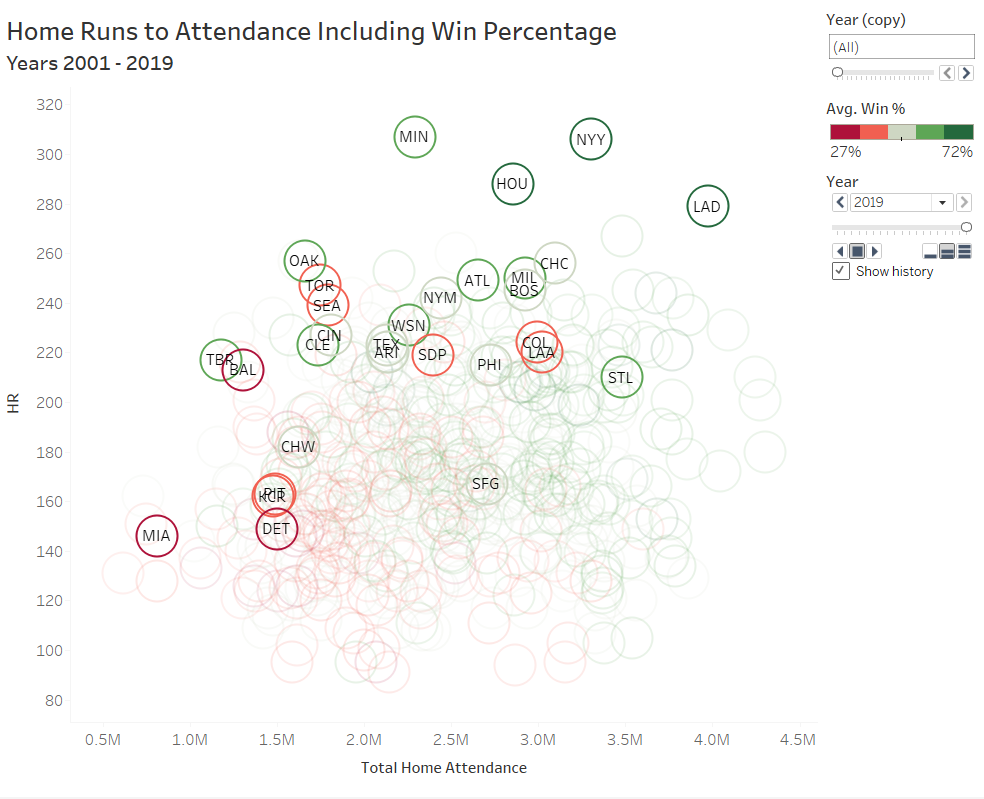 Home Runs to Attendance Including Win Percentage
Years 2001 - 2019
HR
320
300
280
260
240
220
200
180
160
140
120
100
80
MIN
NYY
HOU
LAD
OAK
CHC
TOR
ATL
MIL
BOS
SEA
NYM
WSN
CIN
CLE
TEX
ARI
SDP
COL
LAA
PHI
TBR
BAL
STL
CHW
SFG
PIT
KCR
DET
MIA
0.5M 1.0M 1.5M 2.0M 2.5M 3.0M 3.5M 4.0M 4.5M
Total Home Attendance
Year (copy)
(All)
Avg. Win %
27% 72%
Year
2019
Show history